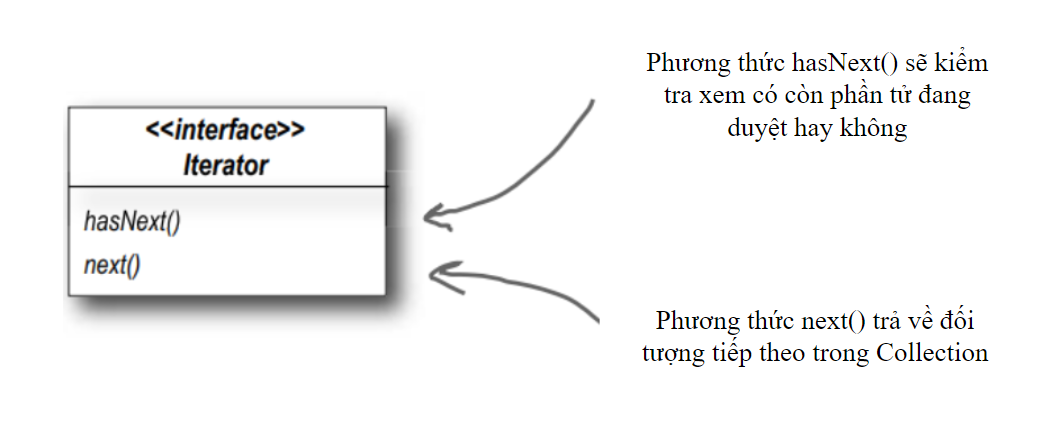 <<interface>>
Iterator
hasNext()
next()
Phương thức hasNext() sẽ kiểm
tra xem có còn phần tử đang
duyệt hay không
Phương thức next() trả về đối
tượng tiếp theo trong Collection